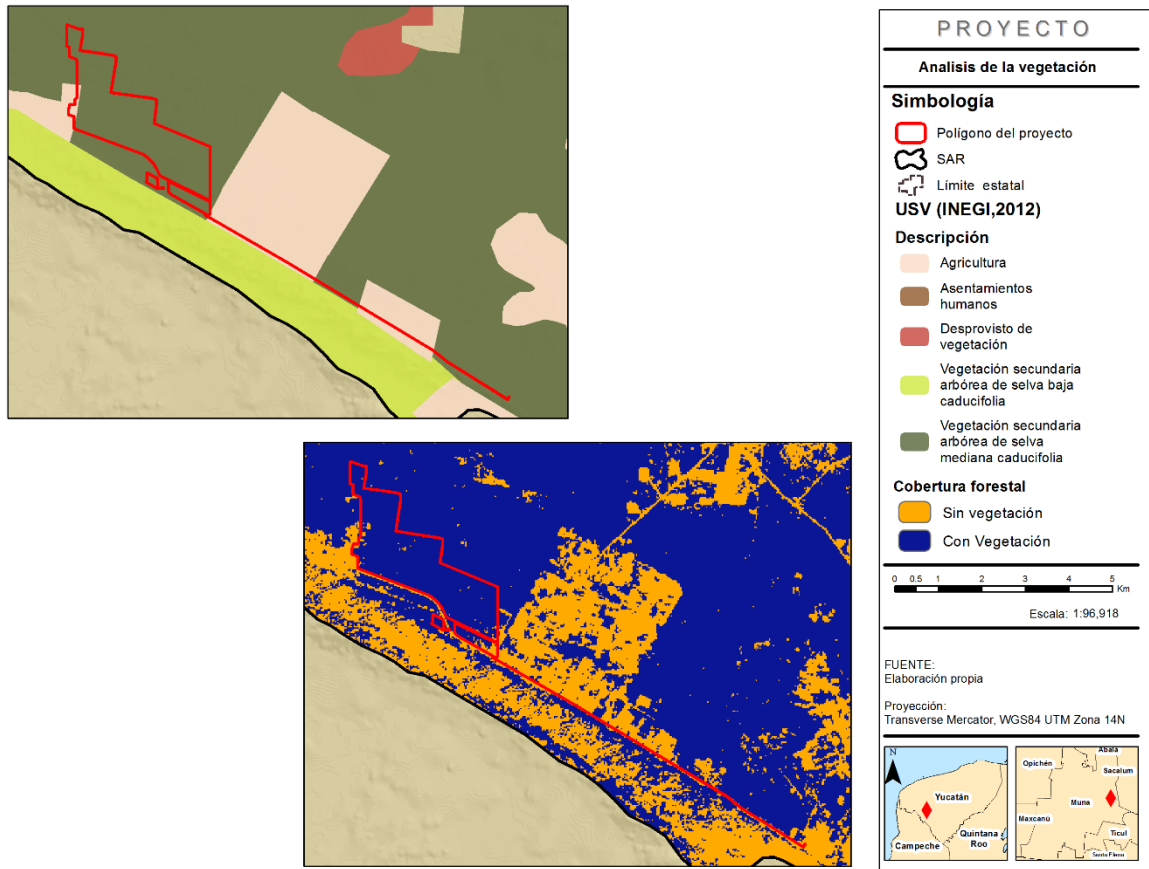 PROYECTO
Analisis de la vegetación
Simbología
Polígono del proyecto
SAR
Límite estatal
USV (INEGI,2012)
Descripción
Agricultura
Asentamientos
humanos
Desprovisto de
vegetación
Vegetación secundaria
arbórea de selva baja
caducifolia
Vegetación secundaria
arbórea de selva
mediana caducifolia
Cobertura forestal
Sin vegetación
Con Vegetación
0 0.5 1 2 3 4 5
Km
Escala: 1:96,918
FUENTE:
Elaboración propia
Proyección:
Transverse Mercator, WGS84 UTM Zona 14N
N
Yucatán
Quintana
Roo
Campeche
Abalá
Opichén
Sacalum
Muna
Maxcanú
Ticul
Santa Elena